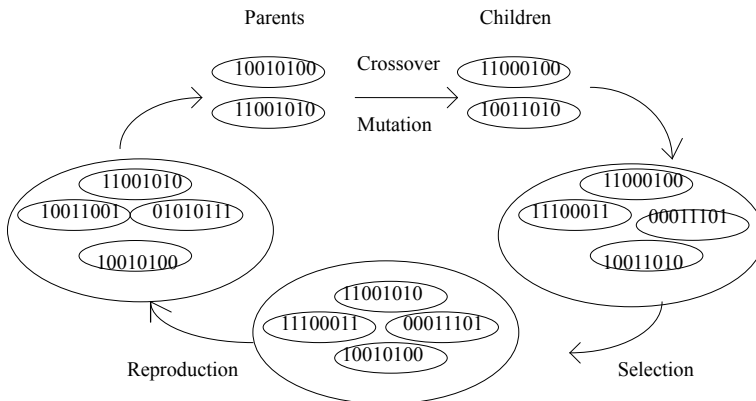 Parents Children
10010100 Crossover 11000100
11001010 Mutation 10011010
11001010
10011001 01010111
10010100
11000100
11100011 00011101
10011010
11001010
11100011 00011101
10010100
Reproduction Selection